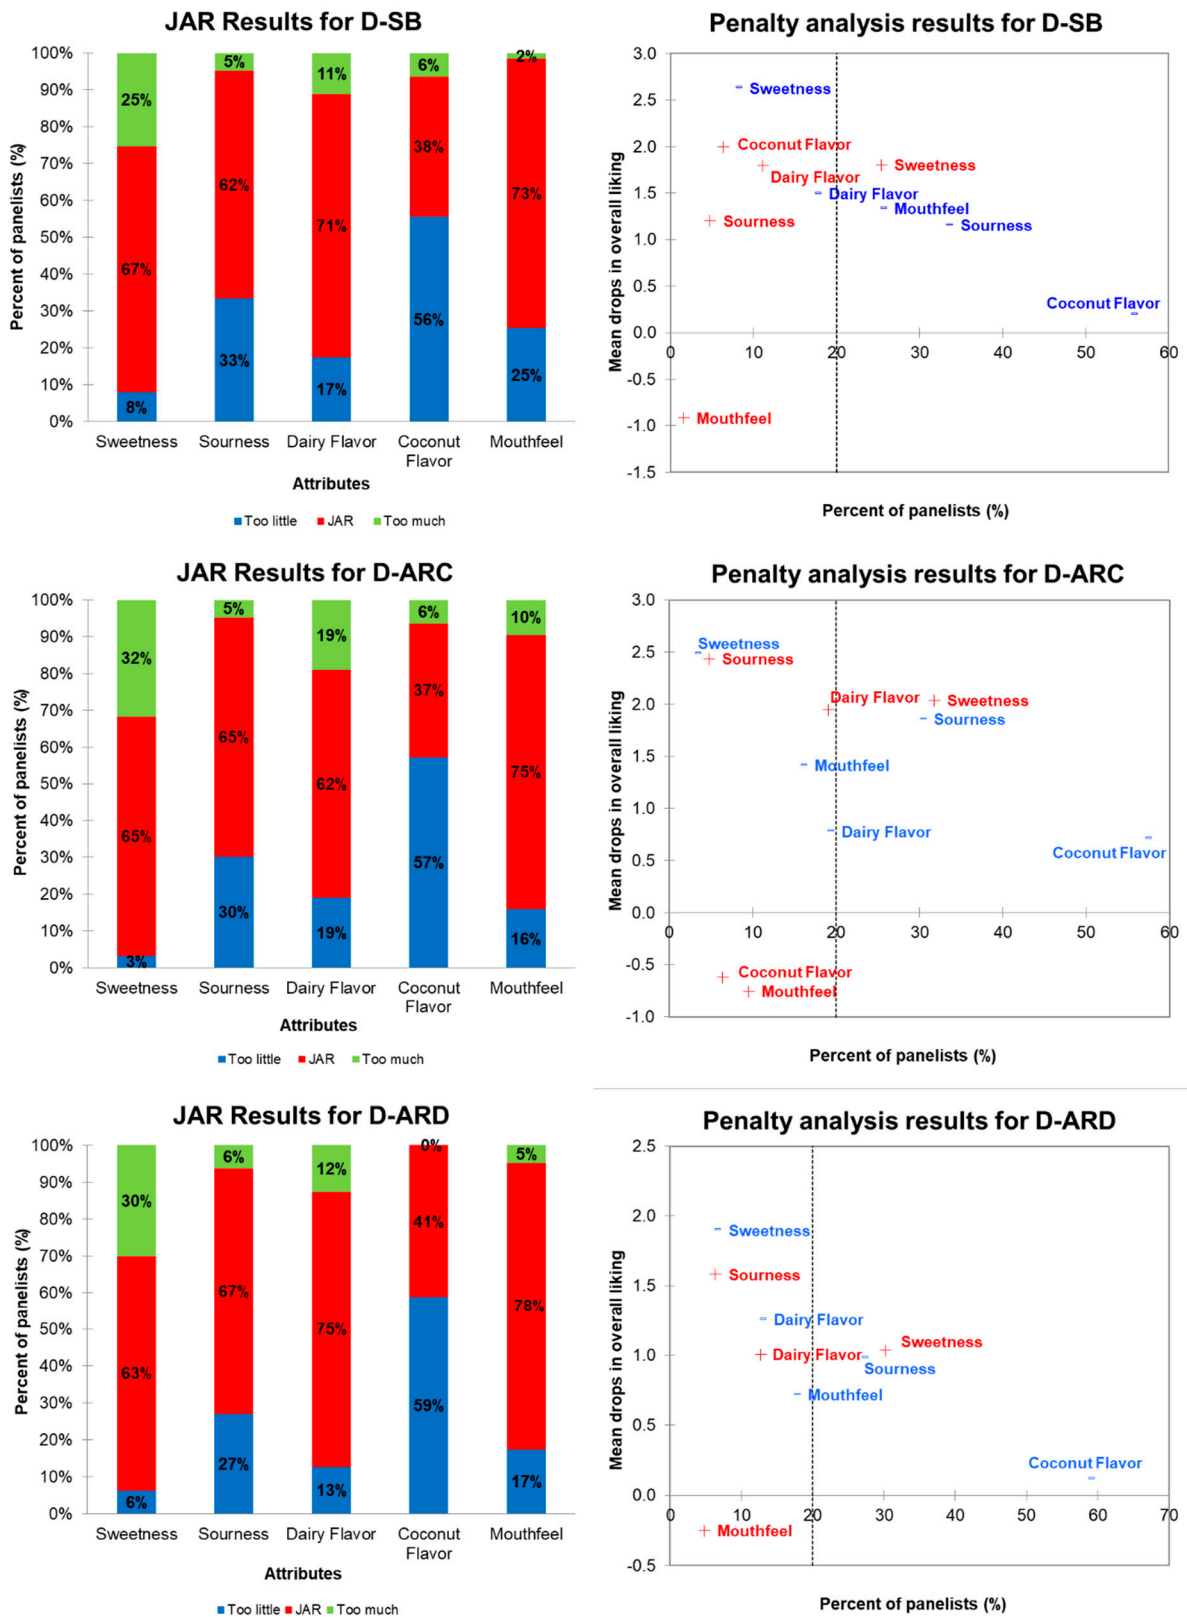 JAR Results for D-SB
100%
90%
80%
70%
60%
50%
40%
30%
20%
10%
0%
Percent of panelists (%)
25%
67%
8%
5%
62%
33%
11%
71%
17%
6%
38%
56%
2%
73%
25%
Sweetness Sourness Dairy Flavor Coconut Flavor Mouthfeel
Attributes
Too little JAR Too much
Penalty analysis results for D-SB
3.0
2.5
2.0
1.5
1.0
0.5
0.0
-0.5
-1.0
-1.5
Mean drops in overall liking
Sweetness
Coconut Flavor
Sweetness
Dairy Flavor
Dairy Flavor
Mouthfeel
Sourness
Sourness
Coconut Flavor
Mouthfeel
0 10 20 30 40 50 60
Percent of panelists (%)
JAR Results for D-ARC
100%
90%
80%
70%
60%
50%
40%
30%
20%
10%
0%
Percent of panelists (%)
32%
65%
3%
5%
65%
30%
19%
62%
19%
6%
37%
57%
10%
75%
16%
Sweetness Sourness Dairy Flavor Coconut Flavor Mouthfeel
Attributes
Too little JAR Too much
Penalty analysis results for D-ARC
3.0
2.5
2.0
1.5
1.0
0.5
0.0
-0.5
-1.0
Mean drops in overall liking
Sweetness
Sourness
Dairy Flavor
Sweetness
Sourness
Mouthfeel
Dairy Flavor
Coconut Flavor
Coconut Flavor
Mouthfeel
0 10 20 30 40 50 60
Percent of panelists (%)
JAR Results for D-ARD
100%
90%
80%
70%
60%
50%
40%
30%
20%
10%
0%
Percent of panelists (%)
30%
63%
6%
6%
67%
27%
12%
75%
13%
0%
41%
59%
5%
78%
17%
Sweetness Sourness Dairy Flavor Coconut Flavor Mouthfeel
Attributes
Too little JAR Too much
Penalty analysis results for D-ARD
2.5
2.0
1.5
1.0
0.5
0.0
-0.5
Mean drops in overall liking
Sweetness
Sourness
Dairy Flavor
Sweetness
Dairy Flavor
Sourness
Mouthfeel
Coconut Flavor
Mouthfeel
0 10 20 30 40 50 60 70
Percent of panelists (%)